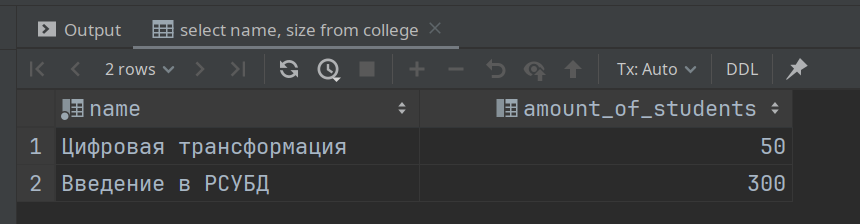 Output select name, size from college
2 rows Tx: Auto DDL
name amount_of_students
1 Цифровая трансформация 50
2 Введение в РСУБД 300